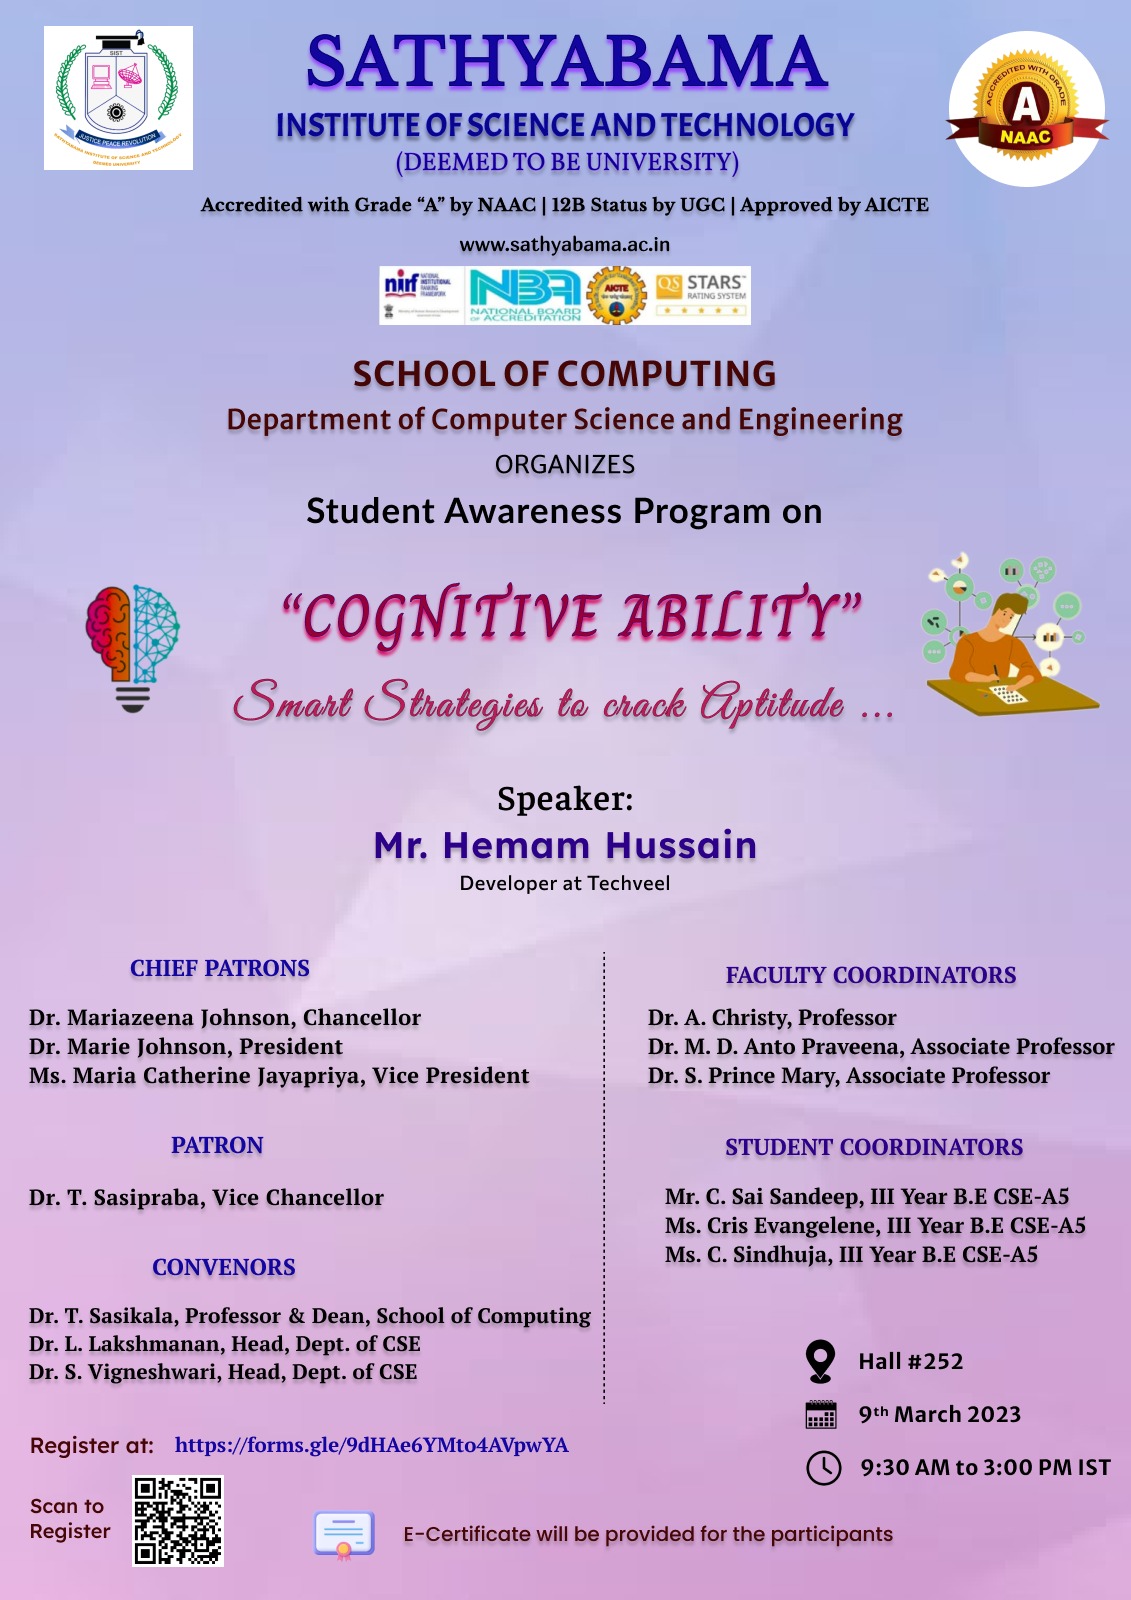 SIST
JUSTICE PEACE REVOLUTION
SATHYABAMA INSTITUTE OF SCIENCE AND TECHNOLOGY
DEEMED UNIVERSITY
SATHYABAMA
INSTITUTE OF SCIENCE AND TECHNOLOGY
(DEEMED TO BE UNIVERSITY)
ACCREDITED WITH GRADE
A
NAAC
Accredited with Grade “A” by NAAC | 12B Status by UGC | Approved by AICTE
www.sathyabama.ac.in
nirf NATIONAL INSTITUTIONAL RANKING FRAMEWORK
NBA
NATIONAL BOARD
OF ACCREDITATION
AICTE
QS STARS™
RATING SYSTEM
SCHOOL OF COMPUTING
Department of Computer Science and Engineering
ORGANIZES
Student Awareness Program on
“COGNITIVE ABILITY”
Smart Strategies to crack Aptitude ...
Speaker:
Mr. Hemam Hussain
Developer at Techveel
CHIEF PATRONS
Dr. Mariazeena Johnson, Chancellor
Dr. Marie Johnson, President
Ms. Maria Catherine Jayapriya, Vice President
PATRON
Dr. T. Sasipraba, Vice Chancellor
CONVENORS
Dr. T. Sasikala, Professor & Dean, School of Computing
Dr. L. Lakshmanan, Head, Dept. of CSE
Dr. S. Vigneshwari, Head, Dept. of CSE
FACULTY COORDINATORS
Dr. A. Christy, Professor
Dr. M. D. Anto Praveena, Associate Professor
Dr. S. Prince Mary, Associate Professor
STUDENT COORDINATORS
Mr. C. Sai Sandeep, III Year B.E CSE-A5
Ms. Cris Evangelene, III Year B.E CSE-A5
Ms. C. Sindhuja, III Year B.E CSE-A5
Hall #252
9th March 2023
9:30 AM to 3:00 PM IST
Register at: https://forms.gle/9dHAe6YMto4AVpwYA
Scan to
Register
E-Certificate will be provided for the participants